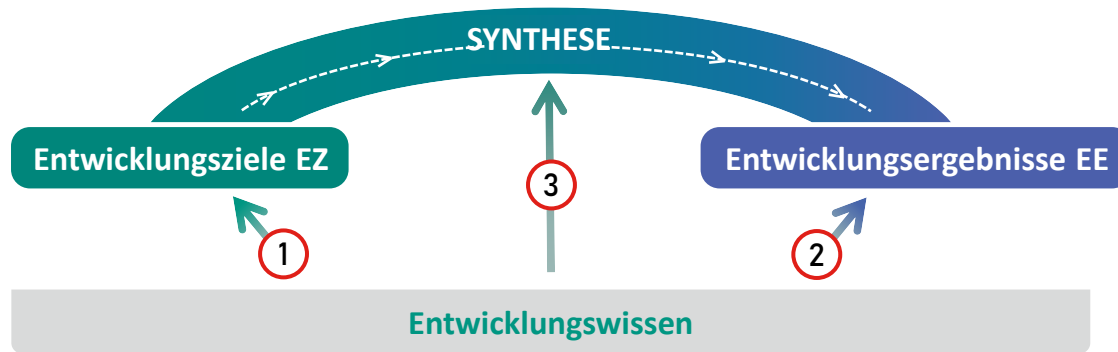 SYNTHESE
Entwicklungsziele EZ
Entwicklungsergebnisse EE
3
1
2
Entwicklungswissen